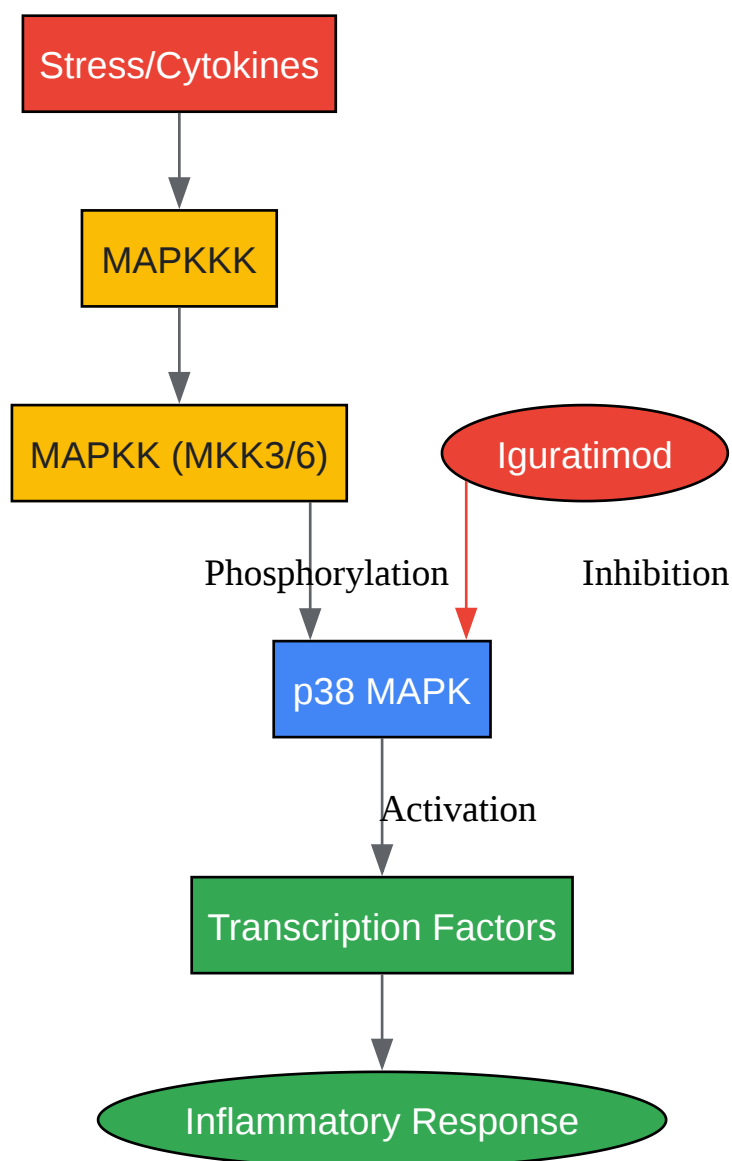 Stress/Cytokines
MAPKKK
MAPKK (MKK3/6)
Iguratimod
Phosphorylation
Inhibition
p38 MAPK
Activation
Transcription Factors
Inflammatory Response